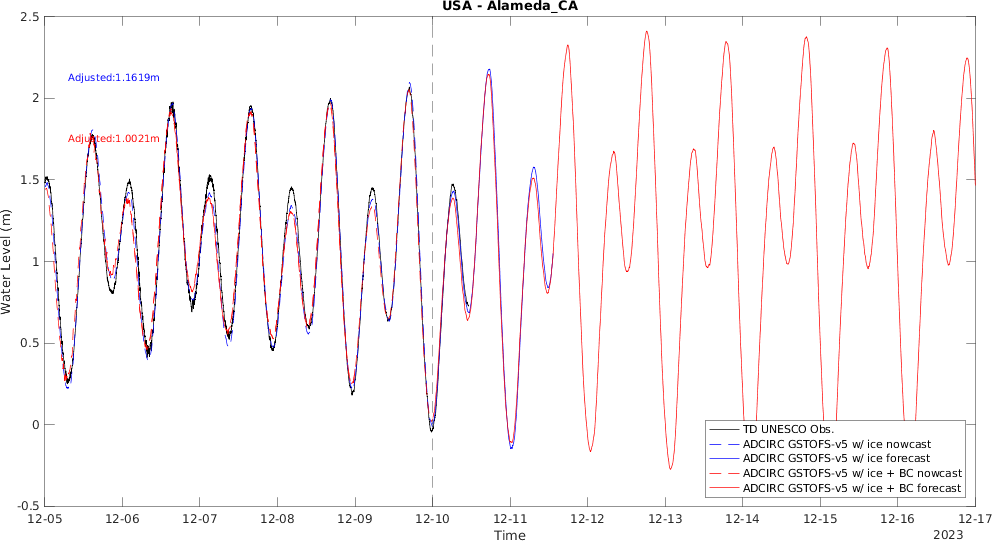 USA - Alameda_CA
2.5
2
1.5
1
0.5
0
-0.5
Water Level (m)
Adjusted:1.1619m
Adjusted:1.0021m
TD UNESCO Obs.
ADCIRC GSTOFS-v5 w/ ice nowcast
ADCIRC GSTOFS-v5 w/ ice forecast
ADCIRC GSTOFS-v5 w/ ice + BC nowcast
ADCIRC GSTOFS-v5 w/ ice + BC forecast
12-05 12-06 12-07 12-08 12-09 12-10 12-11 12-12 12-13 12-14 12-15 12-16 12-17
Time
2023